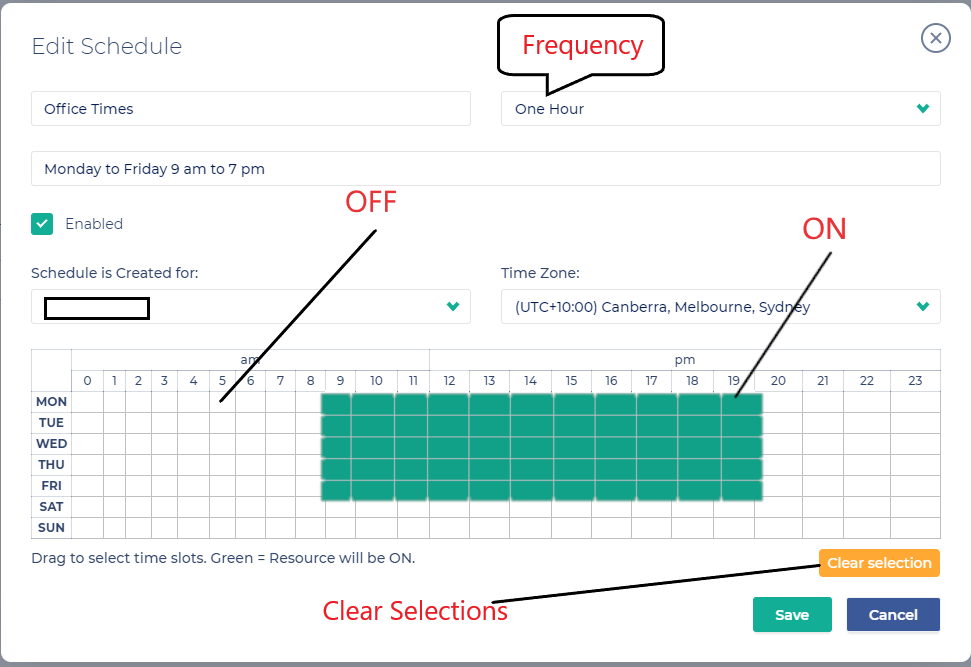 Frequency
Edit Schedule
Office Times
One Hour
Monday to Friday 9 am to 7 pm
OFF
Enabled
ON
Schedule is Created for:
Time Zone:
(UTC+10:00) Canberra, Melbourne, Sydney
am pm
0 1 2 3 4 5 6 7 8 9 10 11 12 13 14 15 16 17 18 19 20 21 22 23
MON
TUE
WED
THU
FRI
SAT
SUN
Drag to select time slots. Green = Resource will be ON.
Clear selection
Clear Selections
Save
Cancel